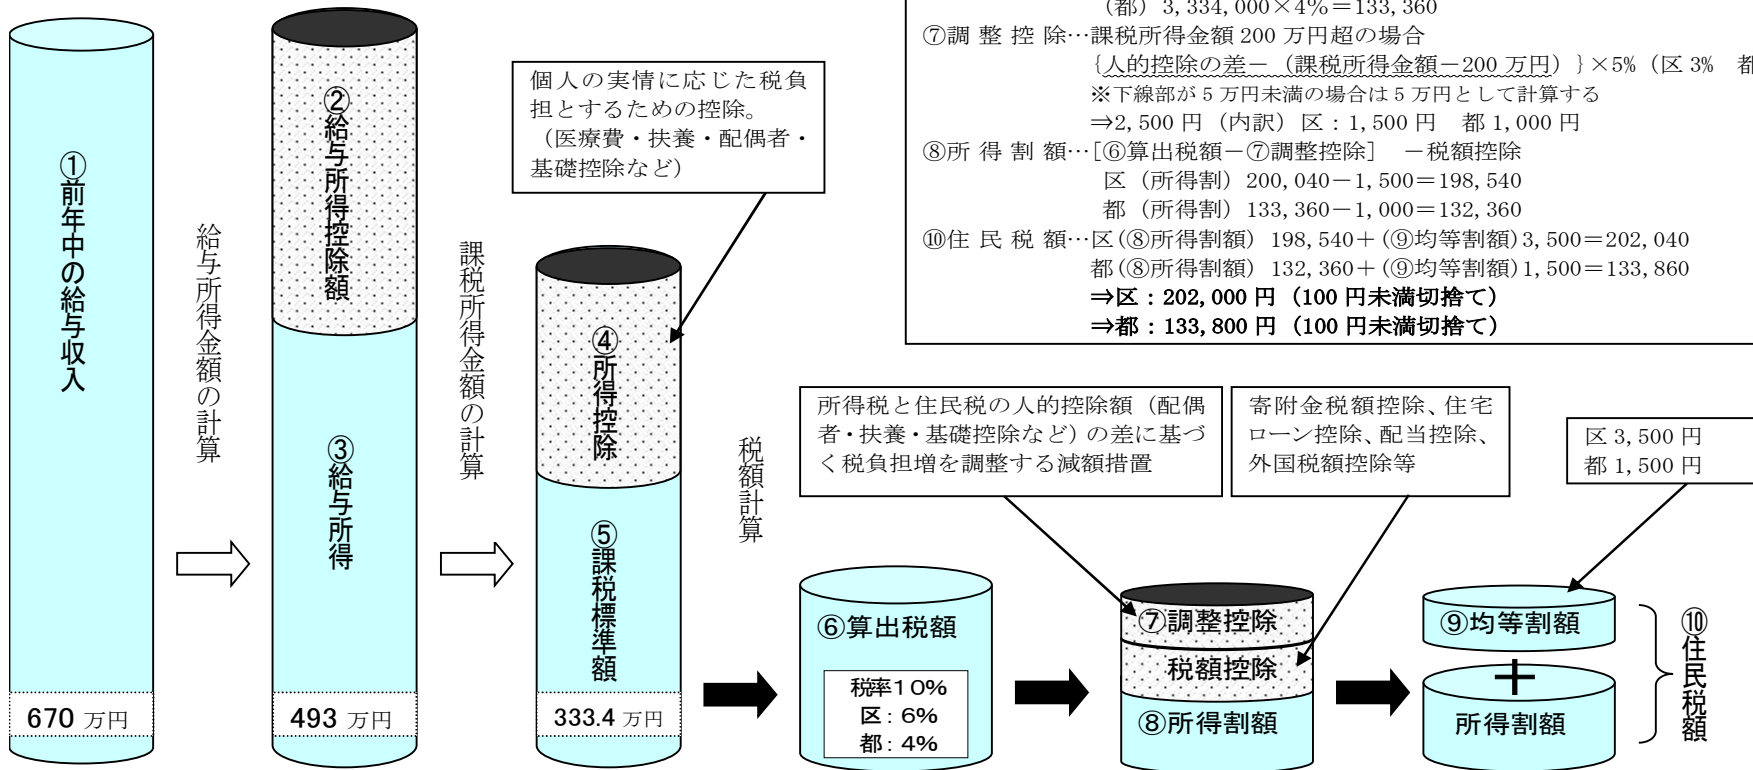 (都) 3,334,000×4%＝133,360
⑦調 整 控 除…課税所得金額 200 万円超の場合
{人的控除の差－（課税所得金額－200 万円）}×5%（区 3%　都
※下線部が 5 万円未満の場合は 5 万円として計算する
⇒2,500 円（内訳）区：1,500 円　都 1,000 円
⑧所 得 割 額…[⑥算出税額－⑦調整控除]　－税額控除
区（所得割）200,040－1,500＝198,540
都（所得割）133,360－1,000＝132,360
⑩住 民 税 額…区(⑧所得割額) 198,540＋(⑨均等割額)3,500＝202,040
都(⑧所得割額) 132,360＋(⑨均等割額)1,500＝133,860
⇒区：202,000 円（100 円未満切捨て）
⇒都：133,800 円（100 円未満切捨て）
①前年中の給与収入
670 万円
給与所得金額の計算
②給与所得控除額
③給与所得
493 万円
課税所得金額の計算
個人の実情に応じた税負
担とするための控除。
（医療費・扶養・配偶者・
基礎控除など）
④所得控除
⑤課税標準額
333.4 万円
税額計算
⑥算出税額
税率10%
区：6%
都：4%
所得税と住民税の人的控除額（配偶
者・扶養・基礎控除など）の差に基づ
く税負担増を調整する減額措置
寄附金税額控除、住宅
ローン控除、配当控除、
外国税額控除等
区 3,500 円
都 1,500 円
⑦調整控除
税額控除
⑧所得割額
⑨均等割額
＋
所得割額
⑩住民税額